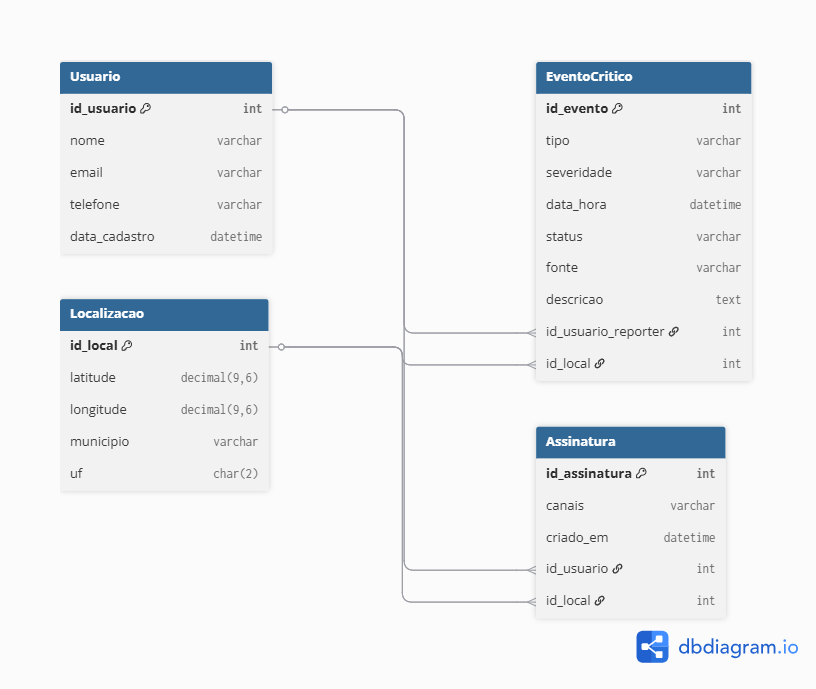 Usuario
id_usuario int
nome varchar
email varchar
telefone varchar
data_cadastro datetime
Localizacao
id_local int
latitude decimal(9,6)
longitude decimal(9,6)
municipio varchar
uf char(2)
EventoCritico
id_evento int
tipo varchar
severidade varchar
data_hora datetime
status varchar
fonte varchar
descricao text
id_usuario_reporter int
id_local int
Assinatura
id_assinatura int
canais varchar
criado_em datetime
id_usuario int
id_local int
dbdiagram.io